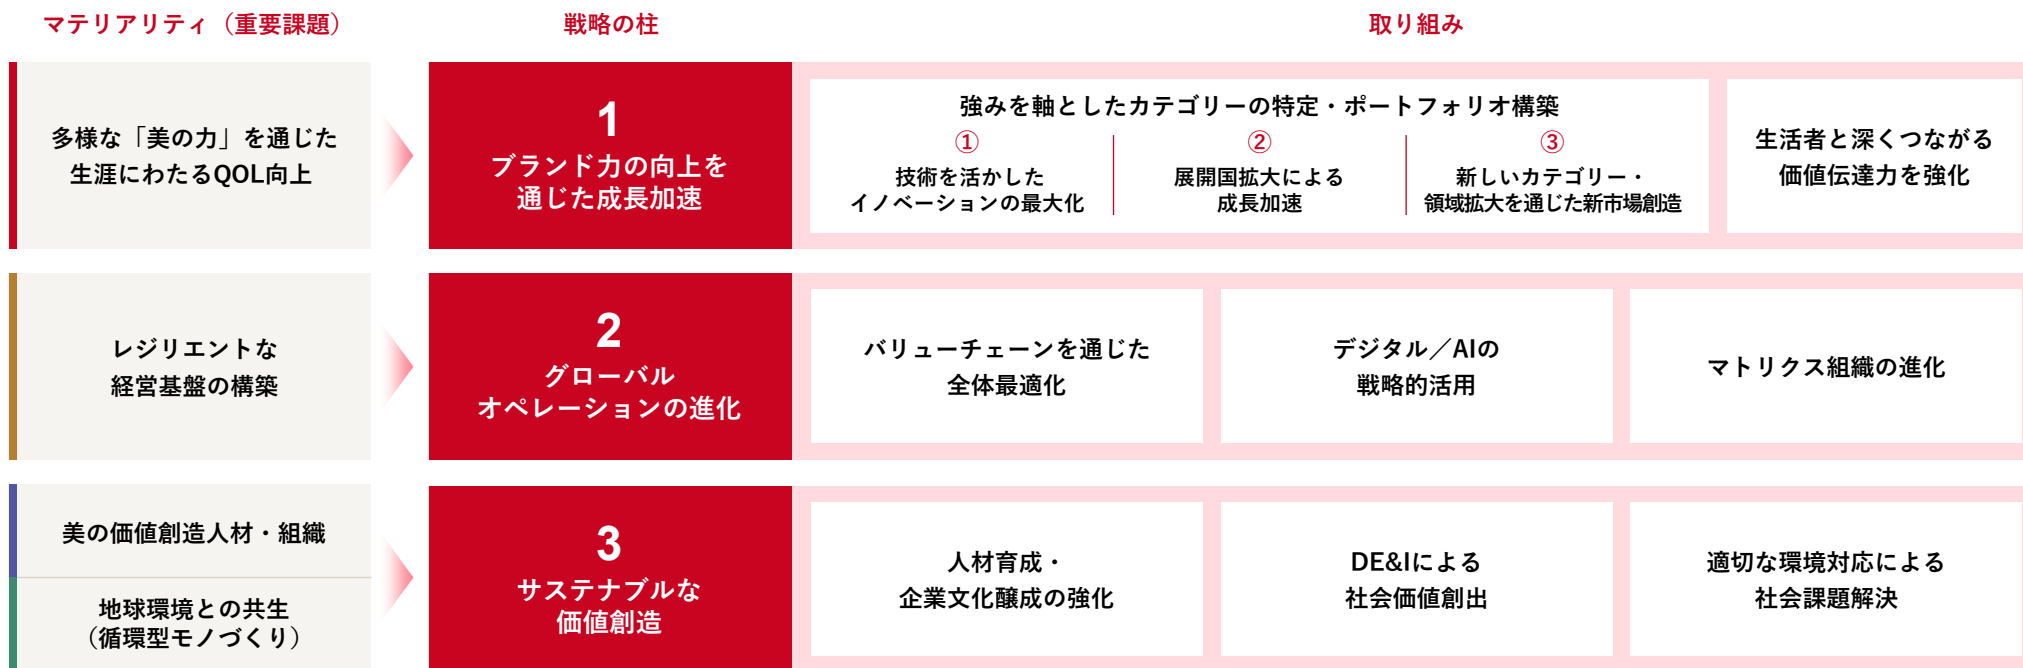 マテリアリティ（重要課題）
戦略の柱
取り組み
多様な「美の力」を通じた
生涯にわたるQOL向上
1
ブランド力の向上を
通じた成長加速
強みを軸としたカテゴリーの特定・ポートフォリオ構築
①
技術を活かした
イノベーションの最大化
②
展開国拡大による
成長加速
③
新しいカテゴリー・
領域拡大を通じた新市場創造
生活者と深くつながる
価値伝達力を強化
レジリエントな
経営基盤の構築
2
グローバル
オペレーションの進化
バリューチェーンを通じた
全体最適化
デジタル／AIの
戦略的活用
マトリクス組織の進化
美の価値創造人材・組織
地球環境との共生
（循環型モノづくり）
3
サステナブルな
価値創造
人材育成・
企業文化醸成の強化
DE&Iによる
社会価値創出
適切な環境対応による
社会課題解決